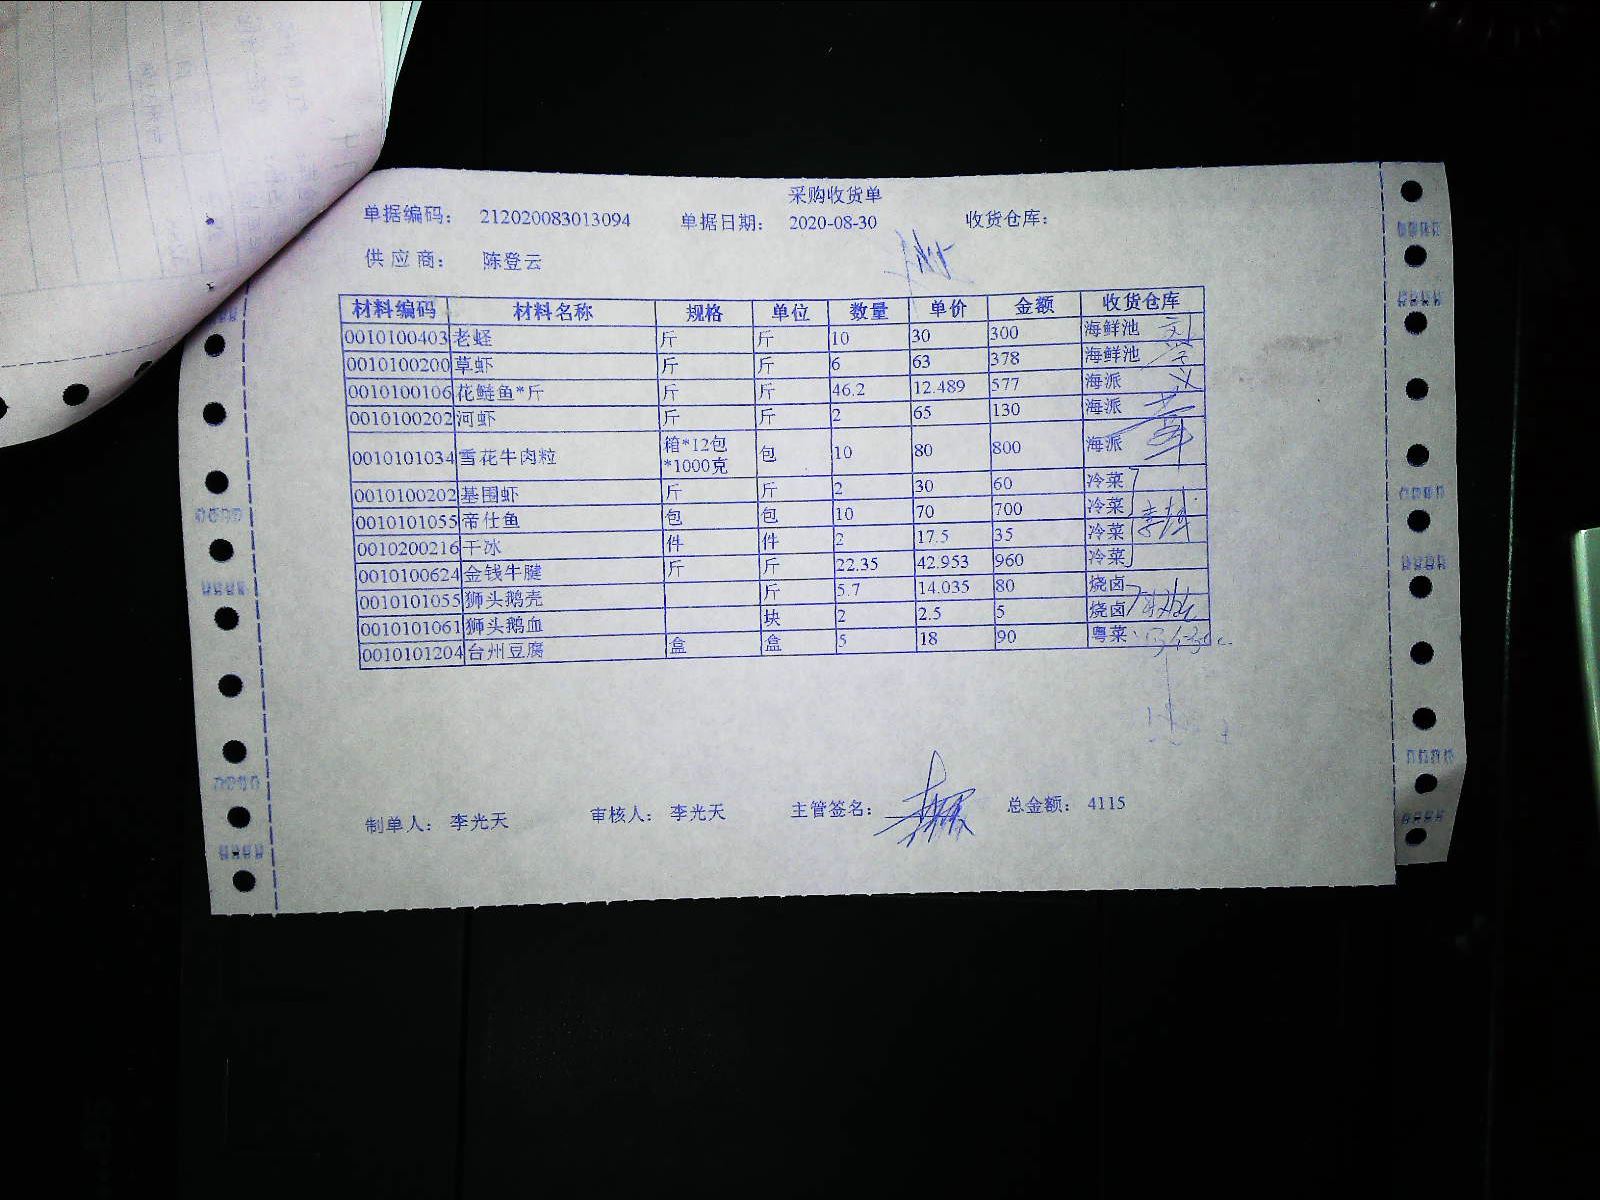 采购收货单
单据编码： 212020083013094 单据日期： 2020-08-30 收货仓库：
供 应 商： 陈登云
材料编码 材料名称 规格 单位 数量 单价 金额 收货仓库
0010100403 老蛏 斤 斤 10 30 300 海鲜池
0010100200 草虾 斤 斤 6 63 378 海鲜池
0010100106 花鲢鱼*斤 斤 斤 46.2 12.489 577 海派
0010100202 河虾 斤 斤 2 65 130 海派
0010101034 雪花牛肉粒 箱*12包*1000克 包 10 80 800 海派
0010100202 基围虾 斤 斤 2 30 60 冷菜
0010101055 帝仕鱼 包 包 10 70 700 冷菜
0010200216 干冰 件 件 2 17.5 35 冷菜
0010100624 金钱牛腱 斤 斤 22.35 42.953 960 冷菜
0010101055 狮头鹅壳 斤 5.7 14.035 80 烧卤
0010101061 狮头鹅血 块 2 2.5 5 烧卤
0010101204 台州豆腐 盒 盒 5 18 90 粤菜
制单人： 李光天 审核人： 李光天 主管签名： 总金额： 4115